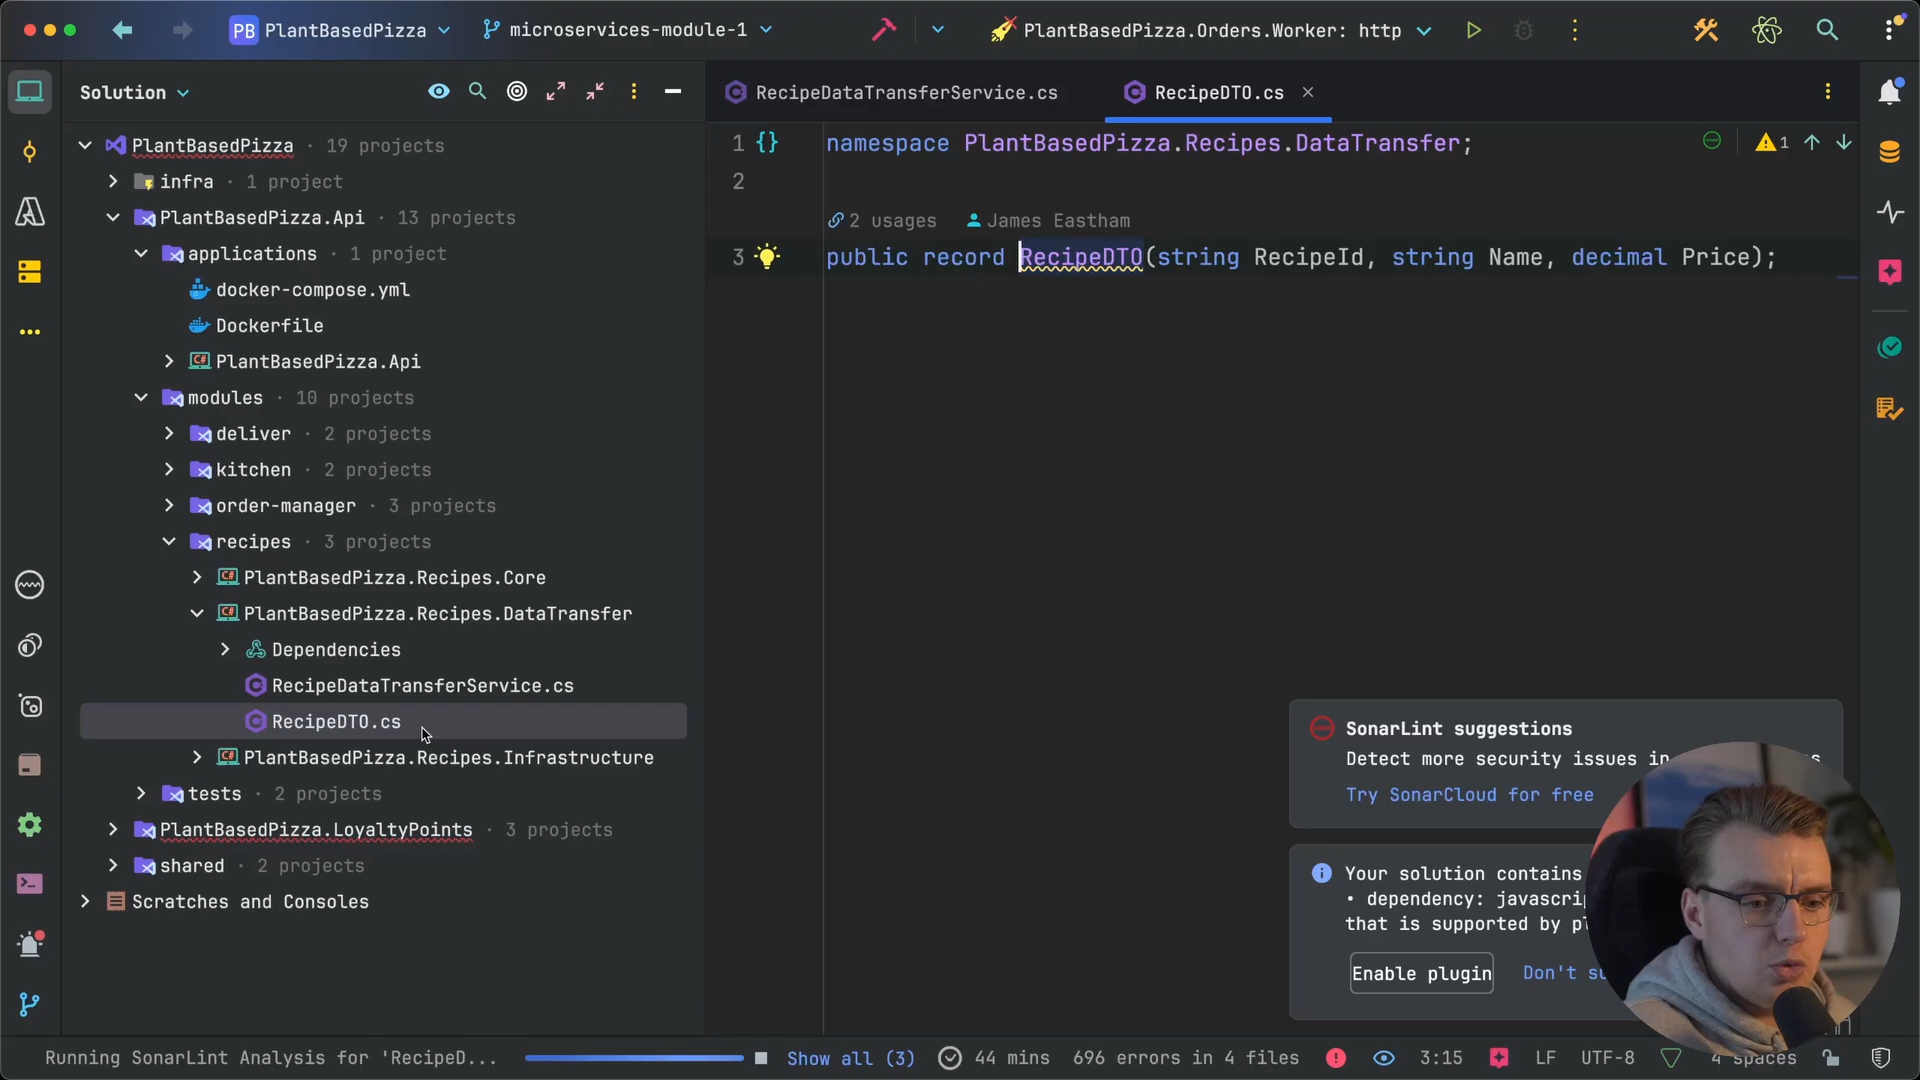 PB PlantBasedPizza
microservices-module-1
PlantBasedPizza.Orders.Worker: http
Solution
RecipeDataTransferService.cs
RecipeDTO.cs
PlantBasedPizza · 19 projects
infra · 1 project
PlantBasedPizza.Api · 13 projects
applications · 1 project
docker-compose.yml
Dockerfile
PlantBasedPizza.Api
modules · 10 projects
deliver · 2 projects
kitchen · 2 projects
order-manager · 3 projects
recipes · 3 projects
PlantBasedPizza.Recipes.Core
PlantBasedPizza.Recipes.DataTransfer
Dependencies
RecipeDataTransferService.cs
RecipeDTO.cs
PlantBasedPizza.Recipes.Infrastructure
tests · 2 projects
PlantBasedPizza.LoyaltyPoints · 3 projects
shared · 2 projects
Scratches and Consoles
1 {} namespace PlantBasedPizza.Recipes.DataTransfer;
1
2
2 usages James Eastham
3 public record RecipeDTO(string RecipeId, string Name, decimal Price);
SonarLint suggestions
Detect more security issues in
Try SonarCloud for free
Your solution contains
• dependency:
that is supported by
Enable plugin
Don't
Running SonarLint Analysis for 'RecipeD...
Show all (3)
44 mins
696 errors in 4 files
3:15
LF
UTF-8
4 spaces